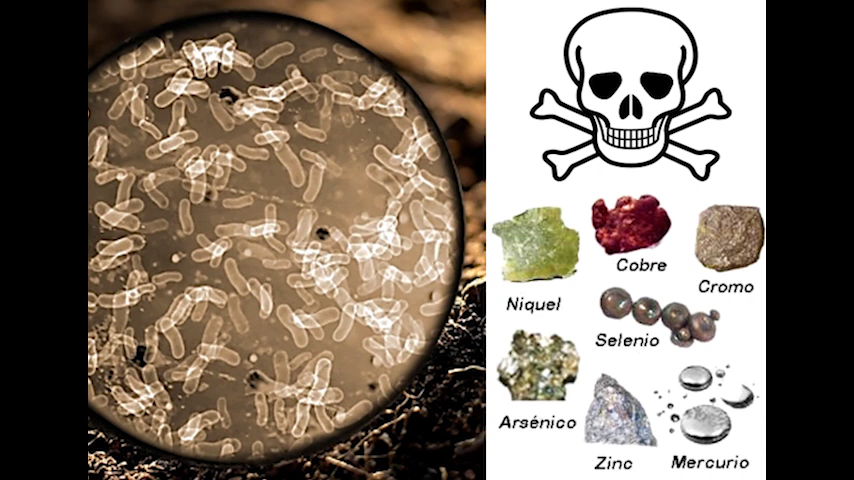 Cobre
Cromo
Niquel
Selenio
Arsénico
Zinc
Mercurio